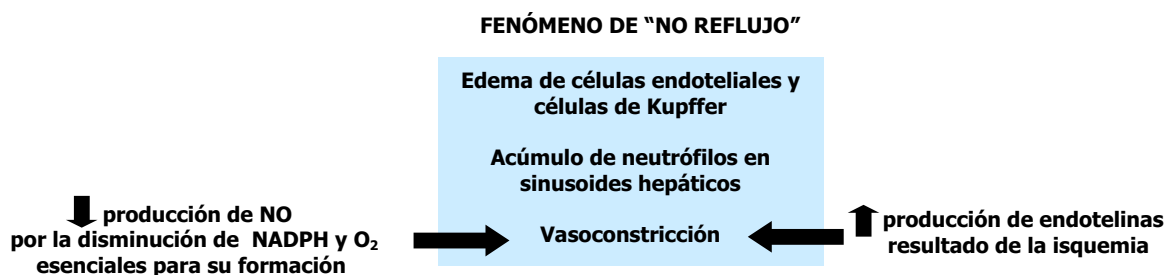 FENÓMENO DE “NO REFLUJO”
Edema de células endoteliales y
células de Kupffer
Acúmulo de neutrófilos en
sinusoides hepáticos
Vasoconstricción
producción de NO
por la disminución de NADPH y O₂
esenciales para su formación
producción de endotelinas
resultado de la isquemia